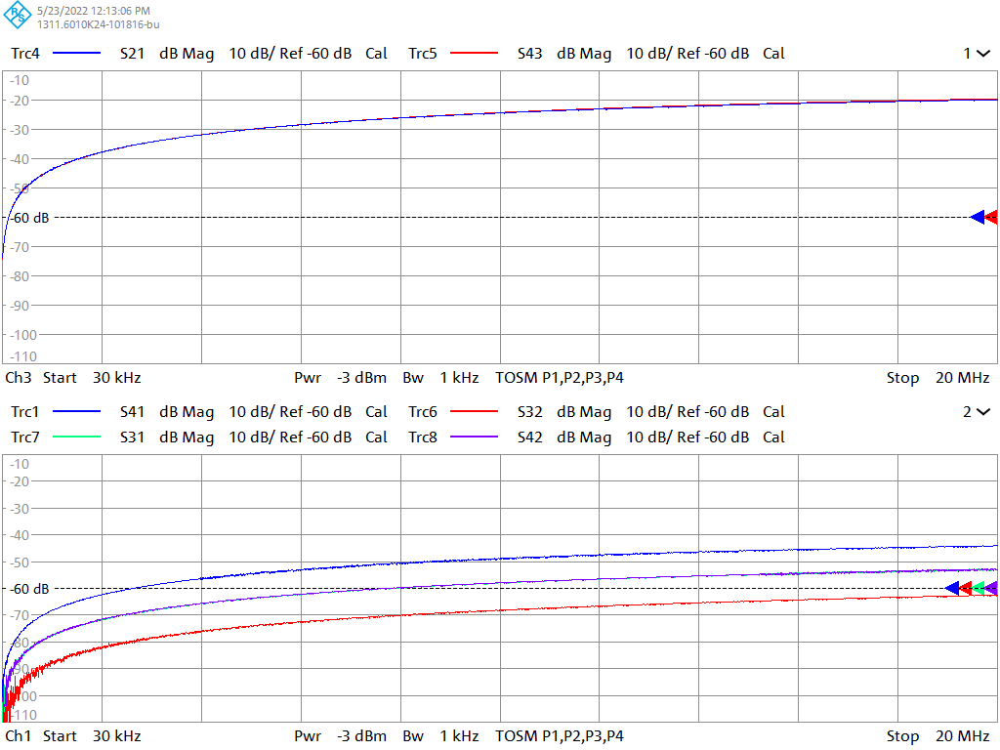 R&S
5/23/2022 12:13:06 PM
1311.6010K24-101816-bu
Trc4 S21 dB Mag 10 dB/ Ref -60 dB Cal Trc5 S43 dB Mag 10 dB/ Ref -60 dB Cal 1
-10
-20
-30
-40
-50
-60 dB
-70
-80
-90
-100
-110
Ch3 Start 30 kHz Pwr -3 dBm Bw 1 kHz TOSM P1,P2,P3,P4 Stop 20 MHz
Trc1 S41 dB Mag 10 dB/ Ref -60 dB Cal Trc6 S32 dB Mag 10 dB/ Ref -60 dB Cal 2
Trc7 S31 dB Mag 10 dB/ Ref -60 dB Cal Trc8 S42 dB Mag 10 dB/ Ref -60 dB Cal
-10
-20
-30
-40
-50
-60 dB
-70
-80
-90
-100
-110
Ch1 Start 30 kHz Pwr -3 dBm Bw 1 kHz TOSM P1,P2,P3,P4 Stop 20 MHz